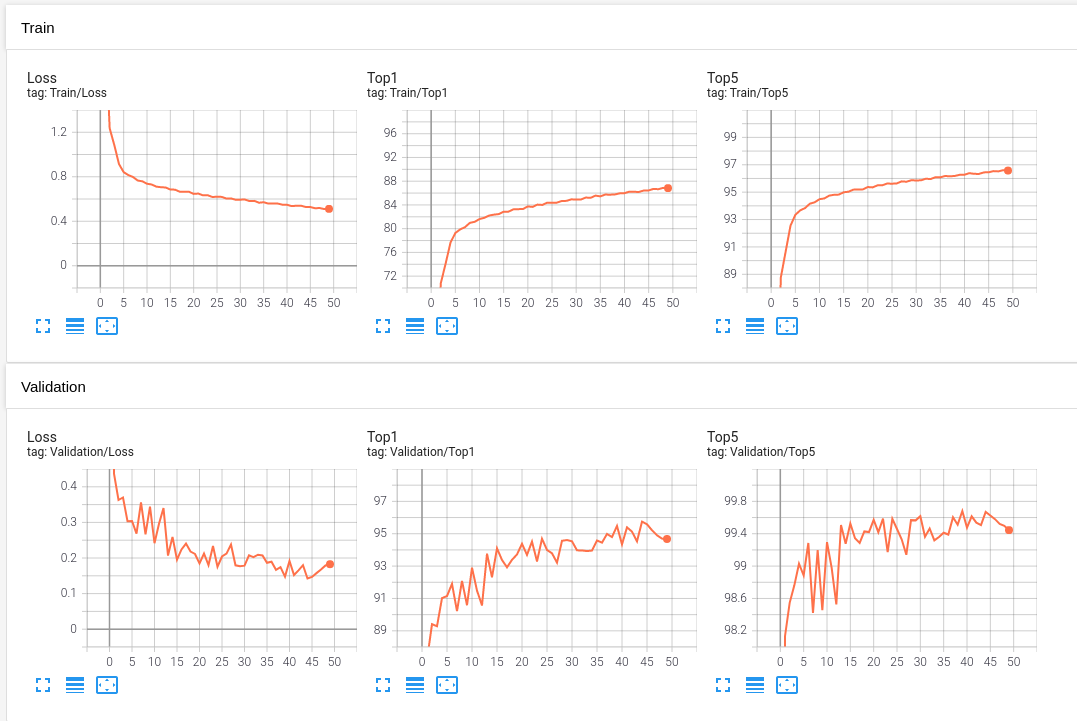 Train
Loss
tag: Train/Loss
1.2
0.8
0.4
0
0 5 10 15 20 25 30 35 40 45 50
Top1
tag: Train/Top1
96
92
88
84
80
76
72
0 5 10 15 20 25 30 35 40 45 50
Top5
tag: Train/Top5
99
97
95
93
91
89
0 5 10 15 20 25 30 35 40 45 50
Validation
Loss
tag: Validation/Loss
0.4
0.3
0.2
0.1
0
0 5 10 15 20 25 30 35 40 45 50
Top1
tag: Validation/Top1
97
95
93
91
89
0 5 10 15 20 25 30 35 40 45 50
Top5
tag: Validation/Top5
99.8
99.4
99
98.6
98.2
0 5 10 15 20 25 30 35 40 45 50